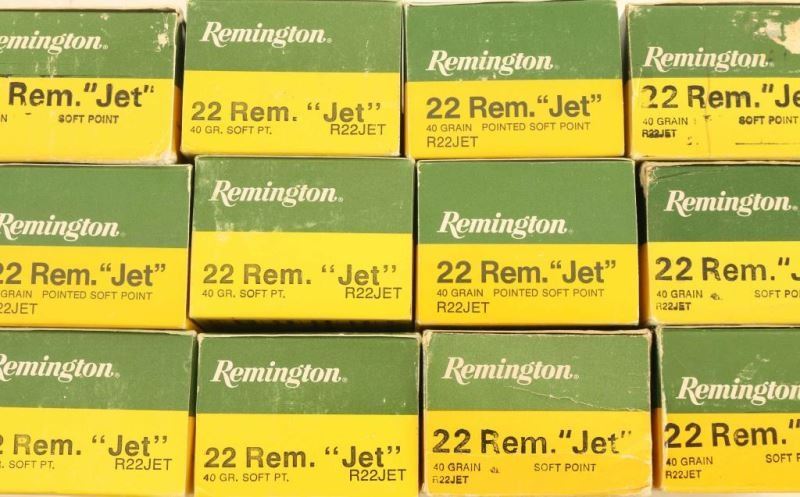 Remington.
Rem. "Jet"
SOFT POINT
Remington.
22 Rem. "Jet"
40 GR. SOFT PT. R22JET
Remington.
22 Rem. "Jet"
40 GRAIN POINTED SOFT POINT
R22JET
Remington.
22 Rem. "Je
40 GRAIN SOFT POINT
R22JET
Remington.
22 Rem. "Jet"
GRAIN POINTED SOFT POINT
22JET
Remington.
22 Rem. "Jet"
40 GR. SOFT PT. R22JET
Remington.
22 Rem. "Jet"
40 GRAIN POINTED SOFT POINT
R22JET
Remington.
22 Rem. "J
40 GRAIN SOFT PO
R22JET
Remington.
2 Rem. "Jet"
. SOFT PT. R22JET
Remington.
22 Rem. "Jet"
40 GR. SOFT PT. R22JET
Remington.
22 Rem. "Jet"
40 GRAIN SOFT POINT
R22JET
Remington
22 Rem. "J
40 GRAIN SOFT P
R22JET